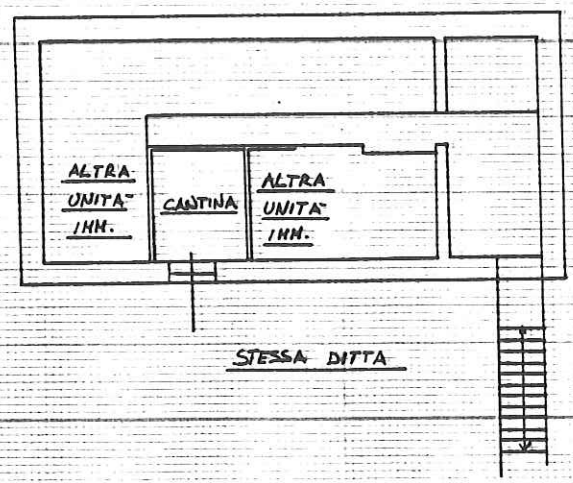 ALTRA
UNITA'
IMM.
CANTINA
ALTRA
UNITA'
IMM.
STESSA DITTA